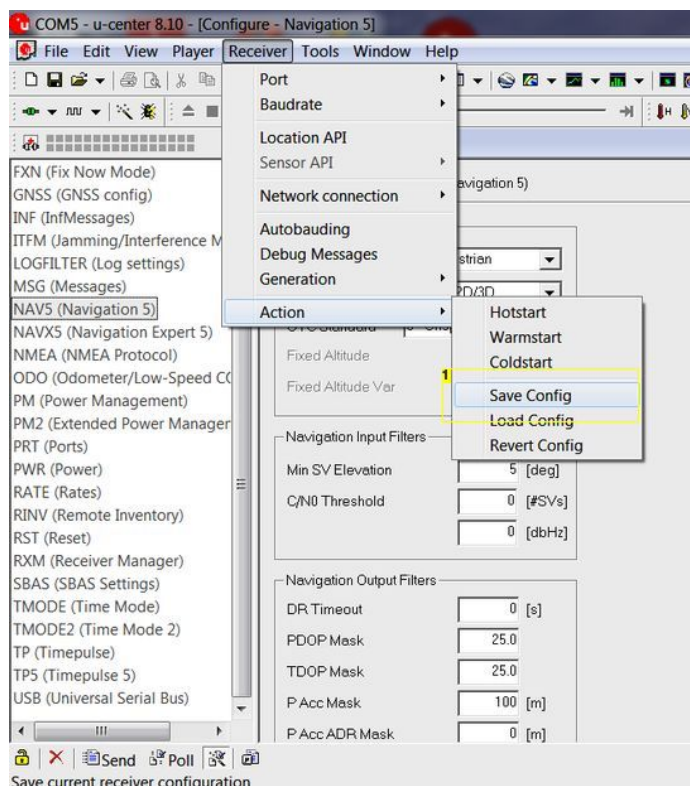 COM5 - u-center 8.10 - [Configure - Navigation 5]
File Edit View Player Receiver Tools Window Help
Port
Baudrate
Location API
Sensor API
Network connection
Autobauding
Debug Messages
Generation
Action
Hotstart
Warmstart
Coldstart
1
Save Config
Load Config
Revert Config
FXN (Fix Now Mode)
GNSS (GNSS config)
INF (InfMessages)
ITFM (Jamming/Interference M
LOGFILTER (Log settings)
MSG (Messages)
NAV5 (Navigation 5)
NAVX5 (Navigation Expert 5)
NMEA (NMEA Protocol)
ODO (Odometer/Low-Speed CO
PM (Power Management)
PM2 (Extended Power Manager
PRT (Ports)
PWR (Power)
RATE (Rates)
RINV (Remote Inventory)
RST (Reset)
RXM (Receiver Manager)
SBAS (SBAS Settings)
TMODE (Time Mode)
TMODE2 (Time Mode 2)
TP (Timepulse)
TP5 (Timepulse 5)
USB (Universal Serial Bus)
avigation 5)
strian
2D/3D
UTC Standard
Fixed Altitude
Fixed Altitude Var
Navigation Input Filters
Min SV Elevation 5 [deg]
C/N0 Threshold 0 [#SVs]
0 [dbHz]
Navigation Output Filters
DR Timeout 0 [s]
PDOP Mask 25.0
TDOP Mask 25.0
P Acc Mask 100 [m]
P Acc ADR Mask 0 [m]
Send Poll
Save current receiver configuration